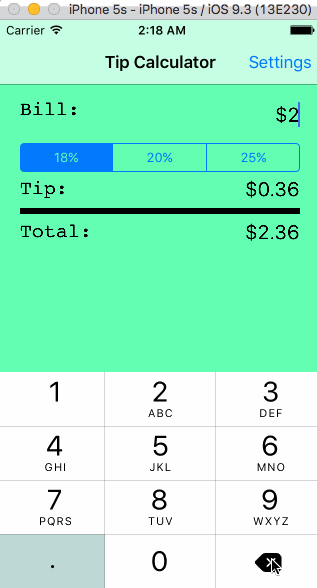 iPhone 5s - iPhone 5s / iOS 9.3 (13E230)
Carrier 2:18 AM
Tip Calculator Settings
Bill: $2
18% 20% 25%
Tip: $0.36
Total: $2.36
1 2 3
ABC DEF
4 5 6
GHI JKL MNO
7 8 9
PQRS TUV WXYZ
. 0